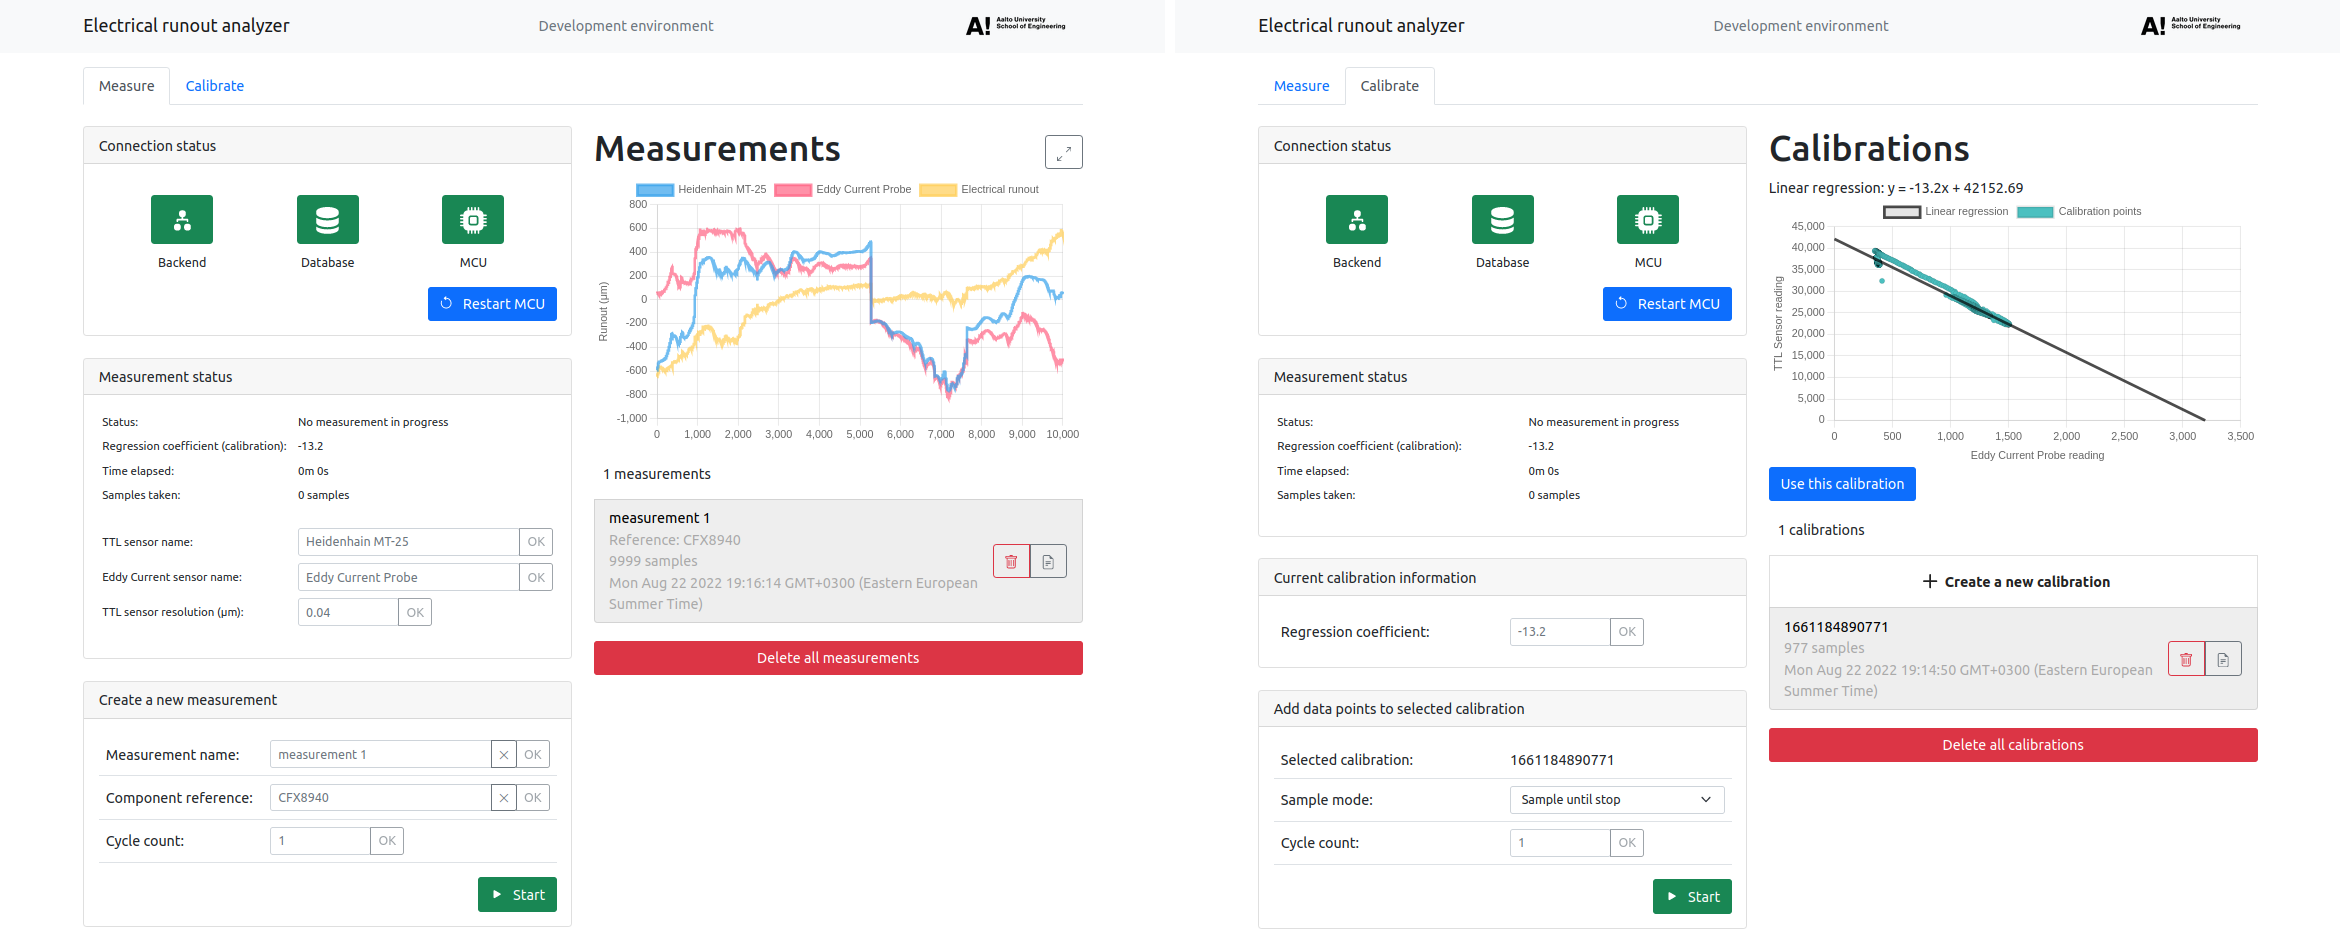 Electrical runout analyzer
Development environment
A!
Aalto University
School of Engineering
Measure
Calibrate
Connection status
Backend
Database
MCU
Restart MCU
Measurement status
Status: No measurement in progress
Regression coefficient (calibration): -13.2
Time elapsed: 0m 0s
Samples taken: 0 samples
TTL sensor name: Heidenhain MT-25 OK
Eddy Current sensor name: Eddy Current Probe OK
TTL sensor resolution (μm): 0.04 OK
Create a new measurement
Measurement name: measurement 1 OK
Component reference: CFX8940 OK
Cycle count: 1 OK
Start
Measurements
Heidenhain MT-25 Eddy Current Probe Electrical runout
Runout (μm)
800
600
400
200
0
-200
-400
-600
-800
-1,000
0 1,000 2,000 3,000 4,000 5,000 6,000 7,000 8,000 9,000 10,000
1 measurements
measurement 1
Reference: CFX8940
9999 samples
Mon Aug 22 2022 19:16:14 GMT+0300 (Eastern European
Summer Time)
Delete all measurements
Electrical runout analyzer
Development environment
A!
Aalto University
School of Engineering
Measure
Calibrate
Connection status
Backend
Database
MCU
Restart MCU
Measurement status
Status: No measurement in progress
Regression coefficient (calibration): -13.2
Time elapsed: 0m 0s
Samples taken: 0 samples
Current calibration information
Regression coefficient: -13.2 OK
Add data points to selected calibration
Selected calibration: 1661184890771
Sample mode: Sample until stop
Cycle count: 1 OK
Start
Calibrations
Linear regression: y = -13.2x + 42152.69
Linear regression Calibration points
TTL Sensor reading
45,000
40,000
35,000
30,000
25,000
20,000
15,000
10,000
5,000
0
0 500 1,000 1,500 2,000 2,500 3,000 3,500
Eddy Current Probe reading
Use this calibration
1 calibrations
Create a new calibration
1661184890771
977 samples
Mon Aug 22 2022 19:14:50 GMT+0300 (Eastern European
Summer Time)
Delete all calibrations